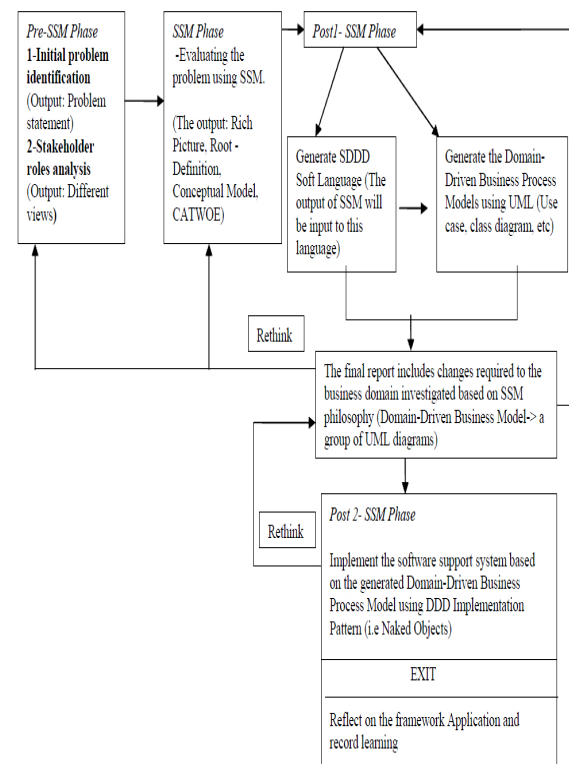 Pre-SSM Phase
1-Initial problem
identification
(Output: Problem
statement)
2-Stakeholder
roles analysis
(Output: Different
views)
SSM Phase
-Evaluating the
problem using SSM.
(The output: Rich
Picture, Root -
Definition,
Conceptual Model,
CATWOE)
Post1- SSM Phase
Generate SDDD
Soft Language (The
output of SSM will
be input to this
language)
Generate the Domain-
Driven Business Process
Models using UML (Use
case, class diagram, etc)
Rethink
The final report includes changes required to the
business domain investigated based on SSM
philosophy (Domain-Driven Business Model-> a
group of UML diagrams)
Rethink
Post 2- SSM Phase
Implement the software support system based
on the generated Domain-Driven Business
Process Model using DDD Implementation
Pattern (i.e Naked Objects)
EXIT
Reflect on the framework Application and
record learning